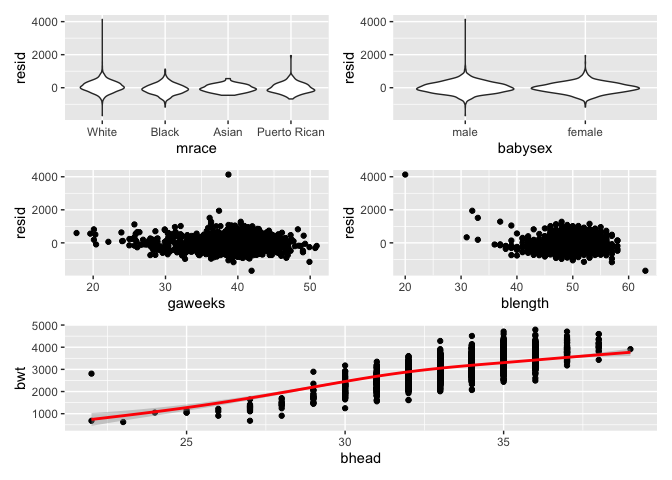 4000
2000
0
resid
White Black Asian Puerto Rican
mrace
4000
2000
0
resid
male female
babysex
4000
2000
0
resid
20 30 40 50
gaweeks
4000
2000
0
resid
20 30 40 50 60
blength
5000
4000
3000
2000
1000
bwt
25 30 35
bhead